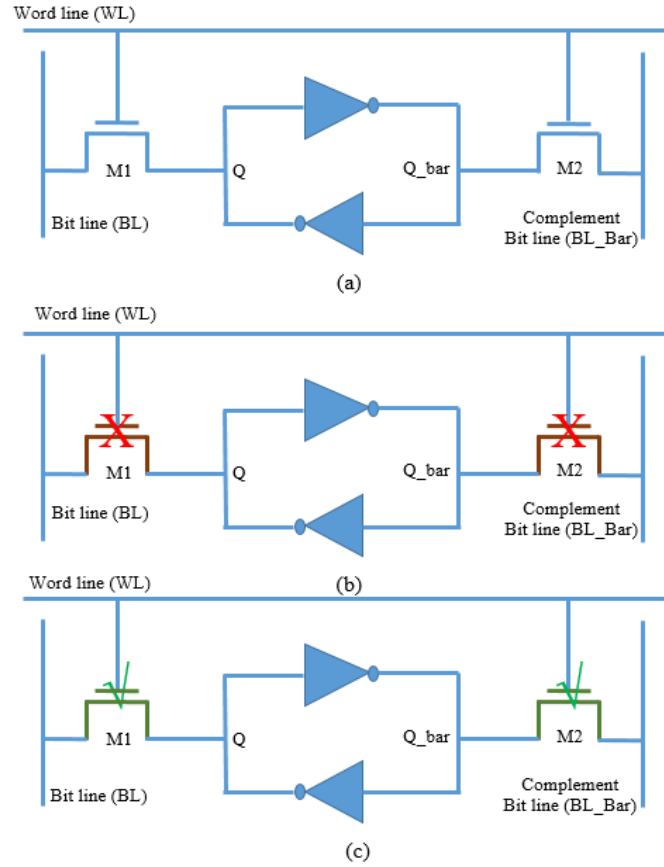 Word line (WL)
M1
Q
Q_bar
M2
Bit line (BL)
Complement
Bit line (BL_Bar)
(a)
Word line (WL)
X
X
M1
Q
Q_bar
M2
Bit line (BL)
Complement
Bit line (BL_Bar)
(b)
Word line (WL)
M1
Q
Q_bar
M2
Bit line (BL)
Complement
Bit line (BL_Bar)
(c)